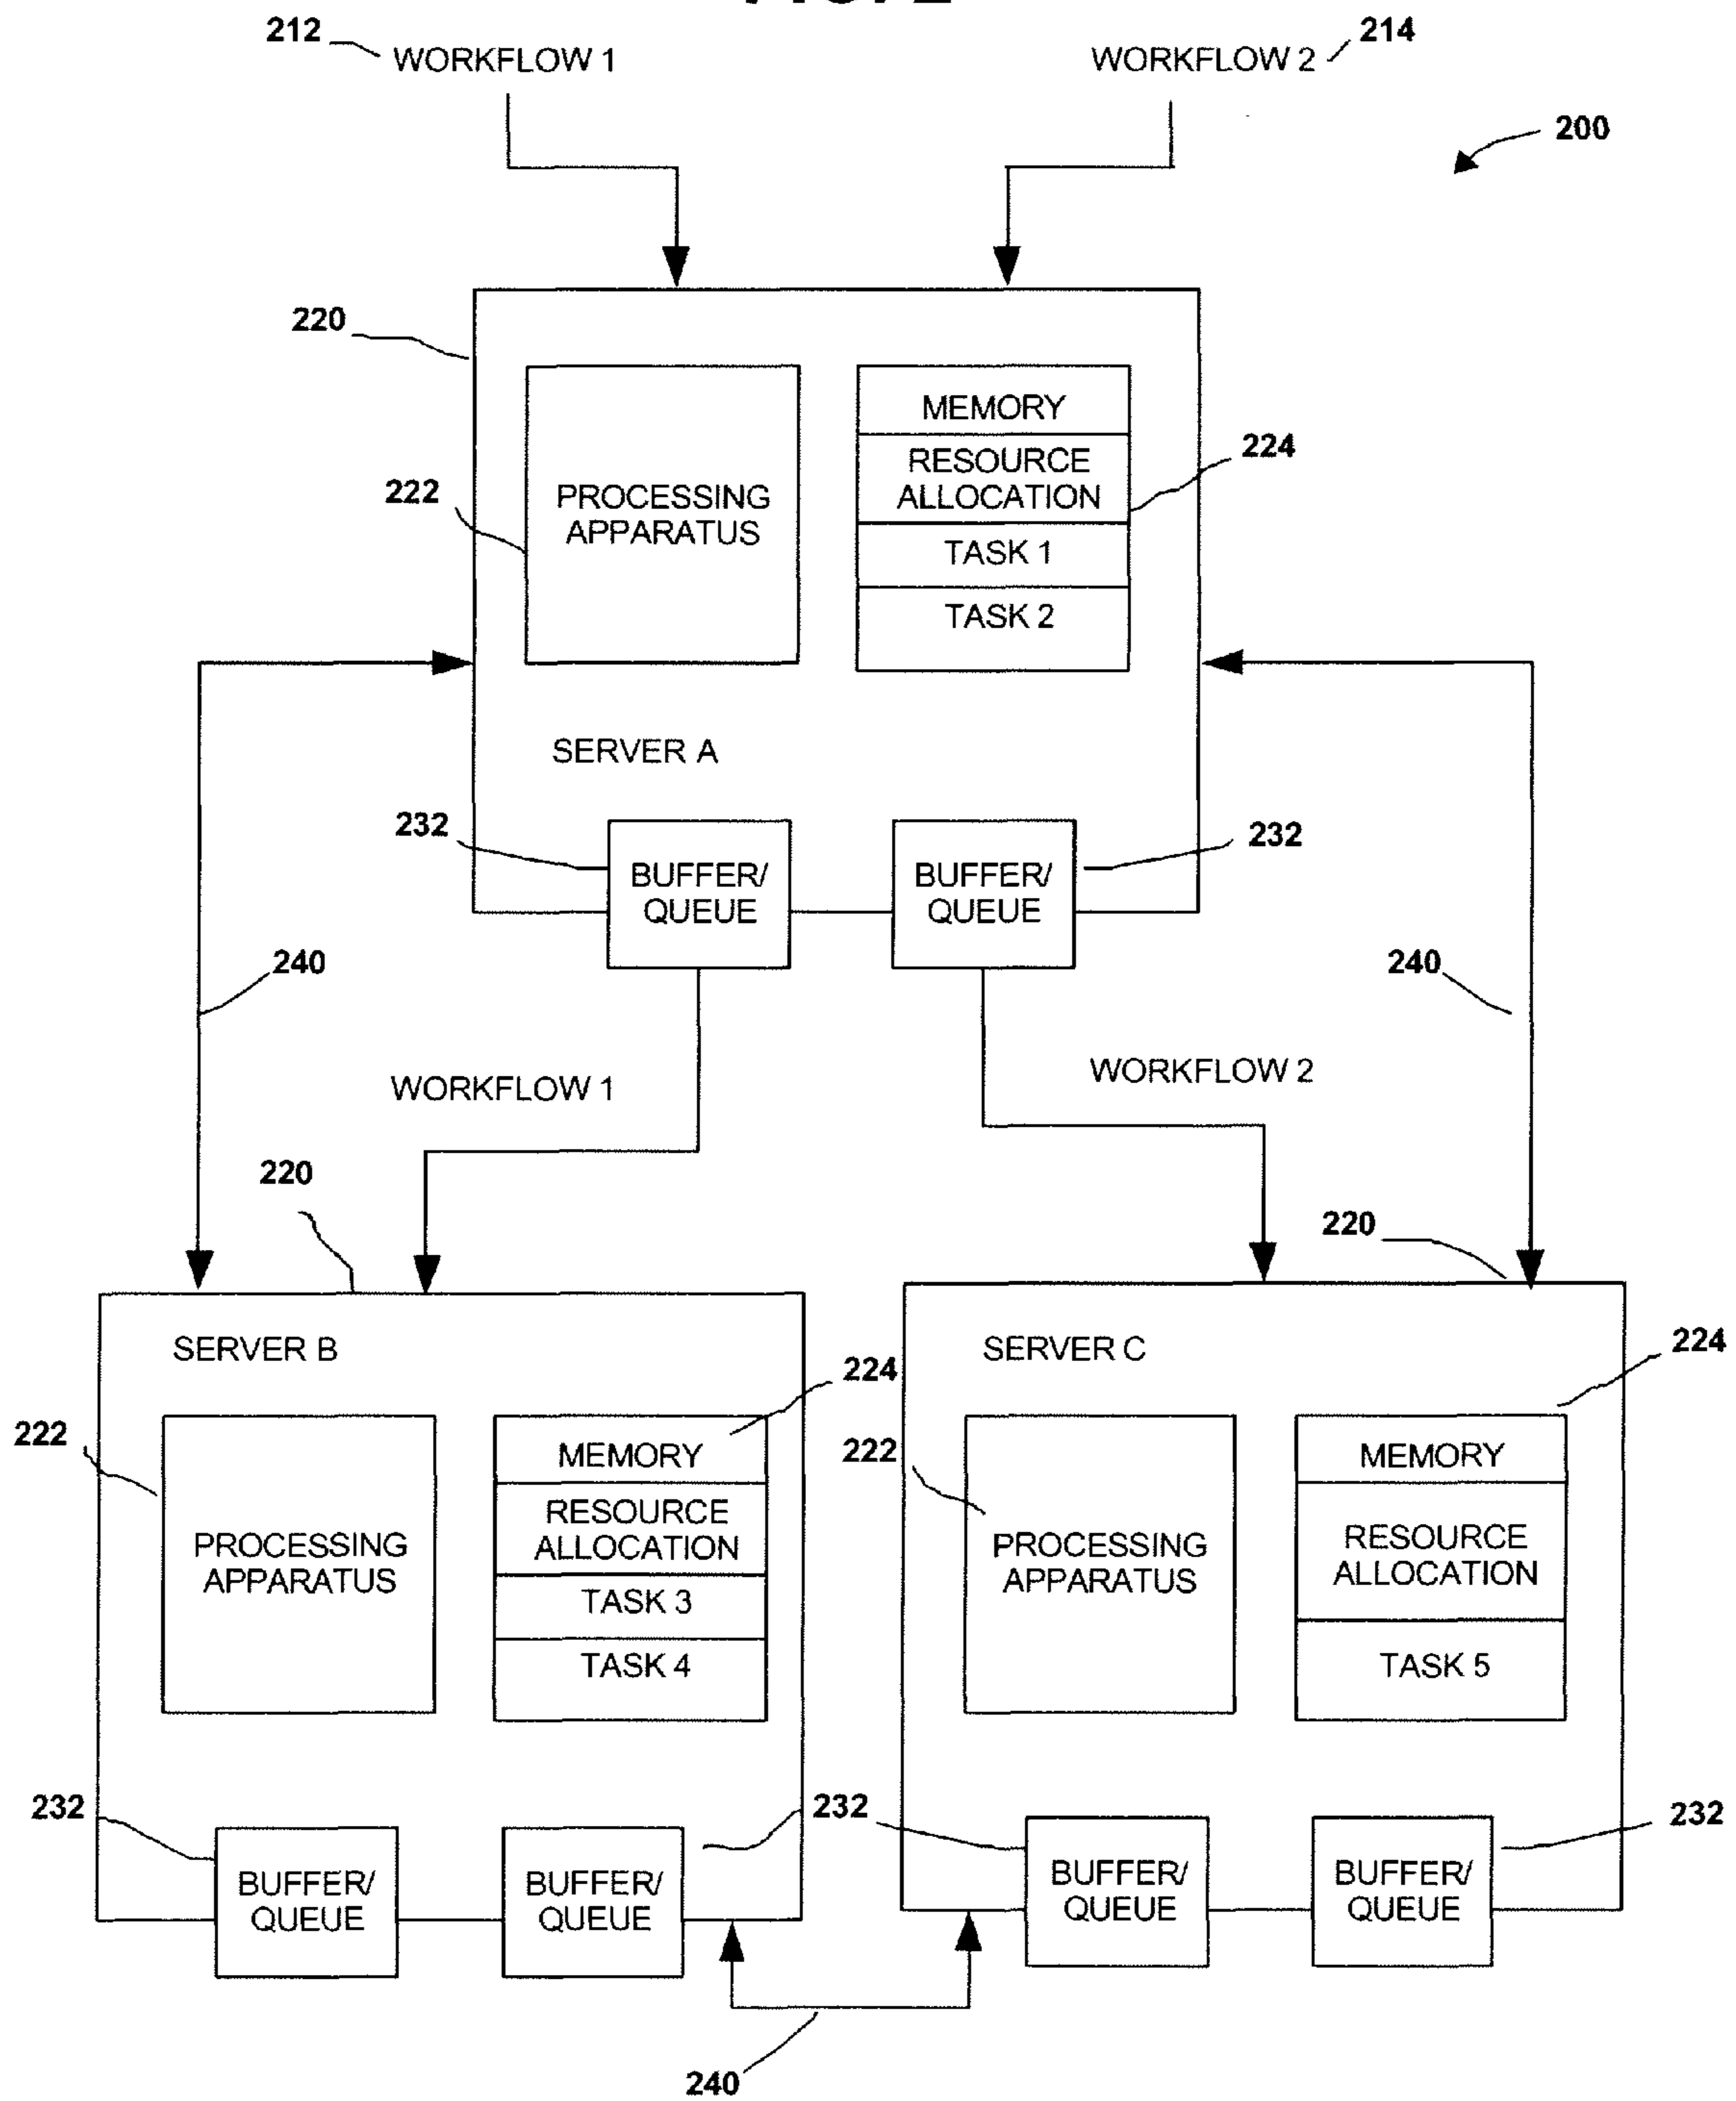 212
WORKFLOW 1
WORKFLOW 2
214
200
220
MEMORY
RESOURCE
ALLOCATION
224
222
PROCESSING
APPARATUS
TASK 1
TASK 2
SERVER A
232
BUFFER/
QUEUE
BUFFER/
QUEUE
232
240
240
WORKFLOW 1
WORKFLOW 2
220
220
SERVER B
224
SERVER C
224
222
PROCESSING
APPARATUS
MEMORY
RESOURCE
ALLOCATION
TASK 3
TASK 4
222
PROCESSING
APPARATUS
MEMORY
RESOURCE
ALLOCATION
TASK 5
232
BUFFER/
QUEUE
BUFFER/
QUEUE
232
BUFFER/
QUEUE
BUFFER/
QUEUE
232
240